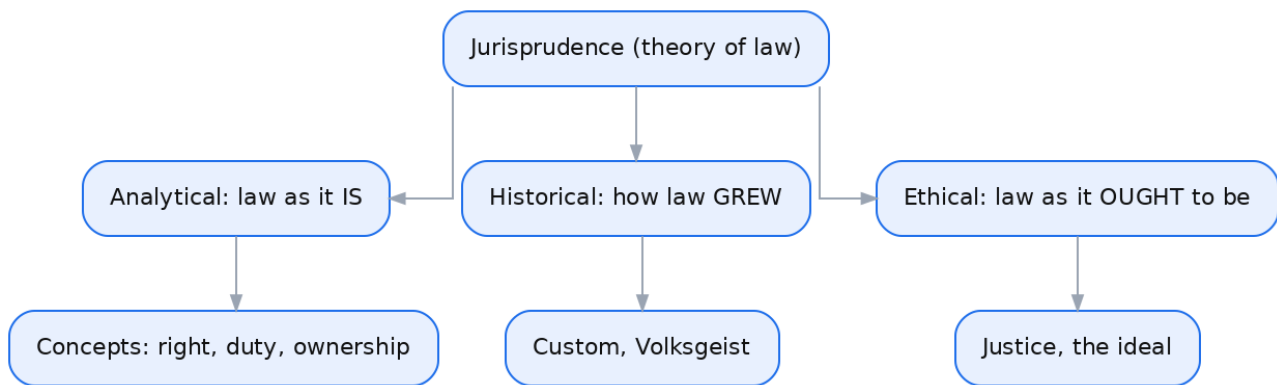 Jurisprudence (theory of law)
Analytical: law as it IS
Historical: how law GREW
Ethical: law as it OUGHT to be
Concepts: right, duty, ownership
Custom, Volksgeist
Justice, the ideal